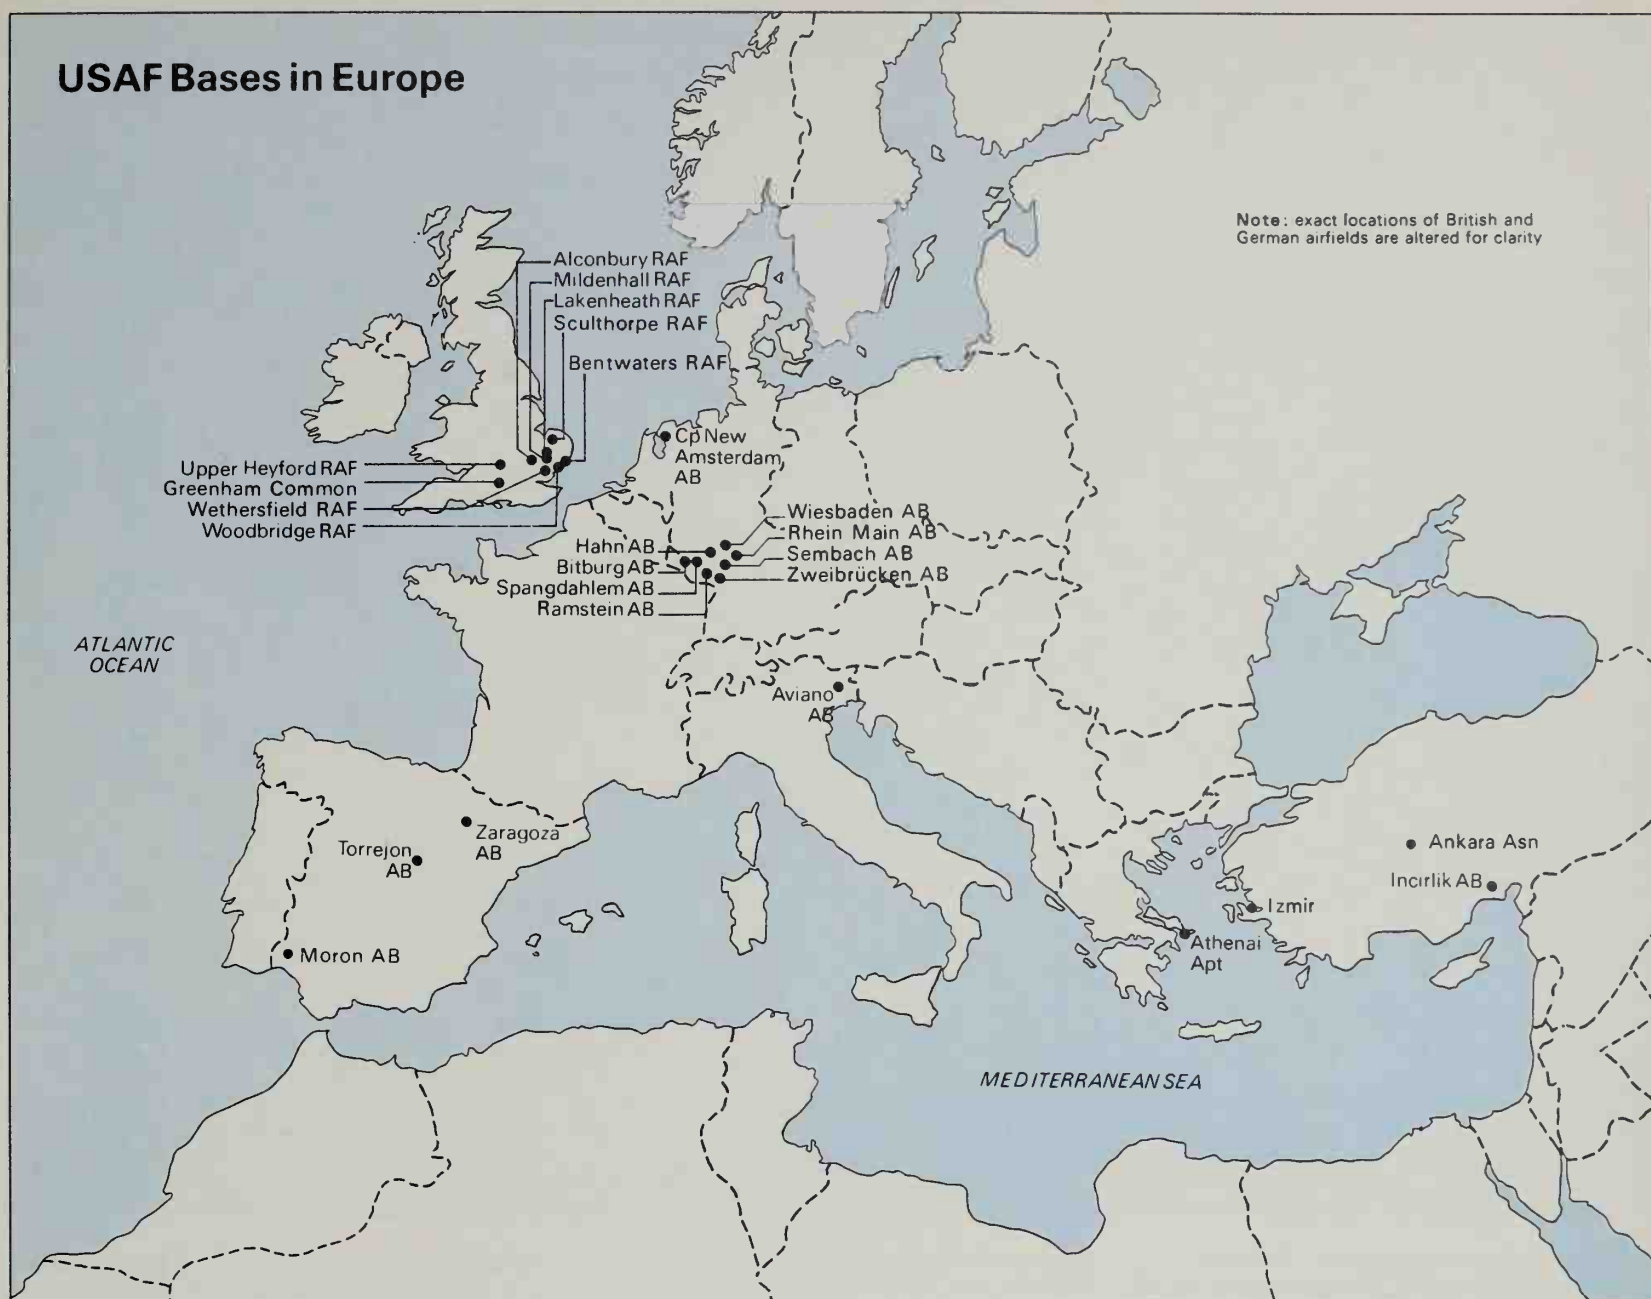 USAF Bases in Europe
Note: exact locations of British and
German airfields are altered for clarity
Alconbury RAF
Mildenhall RAF
Lakenheath RAF
Sculthorpe RAF
Bentwaters RAF
Upper Heyford RAF
Greenham Common
Wethersfield RAF
Woodbridge RAF
Cp New
Amsterdam
AB
Wiesbaden AB
Rhein Main AB
Sembach AB
Zweibrücken AB
Hahn AB
Bitburg AB
Spangdahlem AB
Ramstein AB
ATLANTIC
OCEAN
Aviano
AB
Zaragoza
AB
Torrejon
AB
Moron AB
Ankara Asn
Incirlik AB
Izmir
Athenai
Apt
MEDITERRANEAN SEA